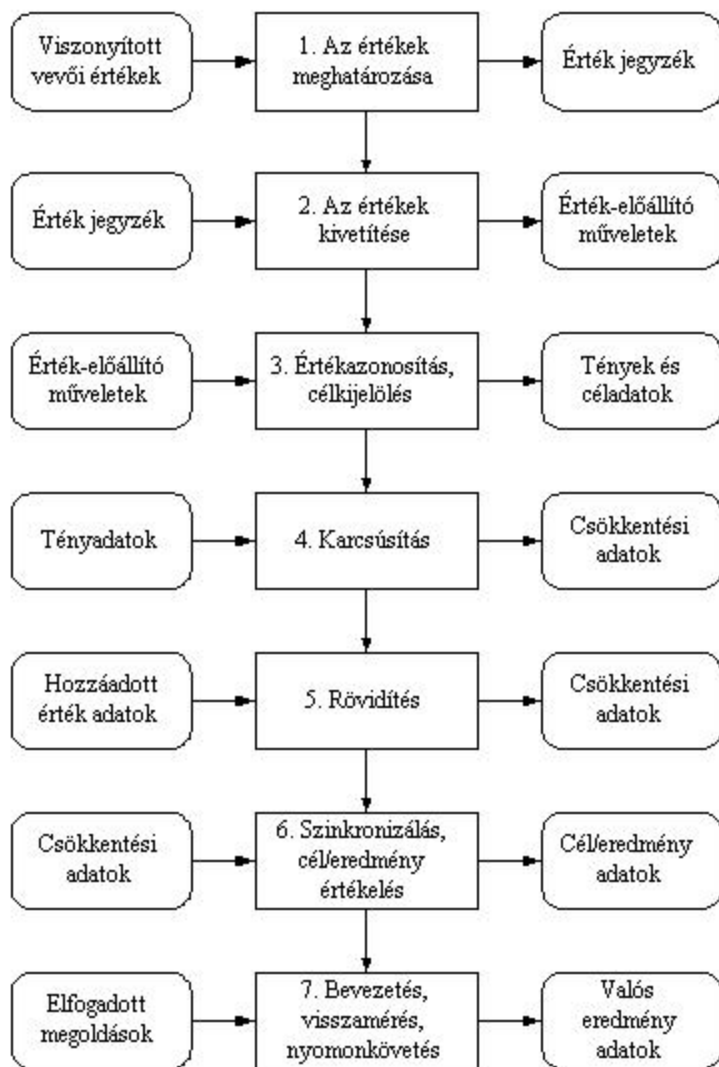 Viszonyított
vevői értékek
1. Az értékek
meghatározása
Érték jegyzék
Érték jegyzék
2. Az értékek
kivetítése
Érték-előállító
műveletek
Érték-előállító
műveletek
3. Értékazonosítás,
célkijelölés
Tények és
céladatok
Tényadatok
4. Karcsúsítás
Csökkentési
adatok
Hozzáadott
érték adatok
5. Rövidítés
Csökkentési
adatok
Csökkentési
adatok
6. Szinkronizálás,
cél/eredmény
értékelés
Cél/eredmény
adatok
Elfogadott
megoldások
7. Bevezetés,
visszamérés,
nyomonkövetés
Valós
eredmény
adatok